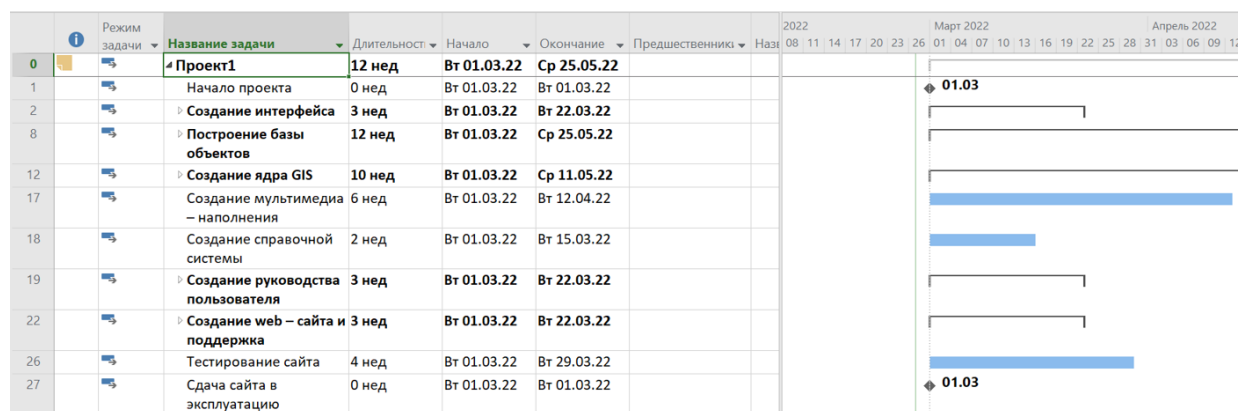 Режим задачи Название задачи Длительност Начало Окончание Предшественники Назв
2022 Март 2022 Апрель 2022
08 11 14 17 20 23 26 01 04 07 10 13 16 19 22 25 28 31 03 06 09 12
0 Проект1 12 нед Вт 01.03.22 Ср 25.05.22
1 Начало проекта 0 нед Вт 01.03.22 Вт 01.03.22 01.03
2 Создание интерфейса 3 нед Вт 01.03.22 Вт 22.03.22
8 Построение базы 12 нед Вт 01.03.22 Ср 25.05.22
объектов
12 Создание ядра GIS 10 нед Вт 01.03.22 Ср 11.05.22
17 Создание мультимедиа 6 нед Вт 01.03.22 Вт 12.04.22
– наполнения
18 Создание справочной 2 нед Вт 01.03.22 Вт 15.03.22
системы
19 Создание руководства 3 нед Вт 01.03.22 Вт 22.03.22
пользователя
22 Создание web – сайта и 3 нед Вт 01.03.22 Вт 22.03.22
поддержка
26 Тестирование сайта 4 нед Вт 01.03.22 Вт 29.03.22
27 Сдача сайта в 0 нед Вт 01.03.22 Вт 01.03.22 01.03
эксплуатацию